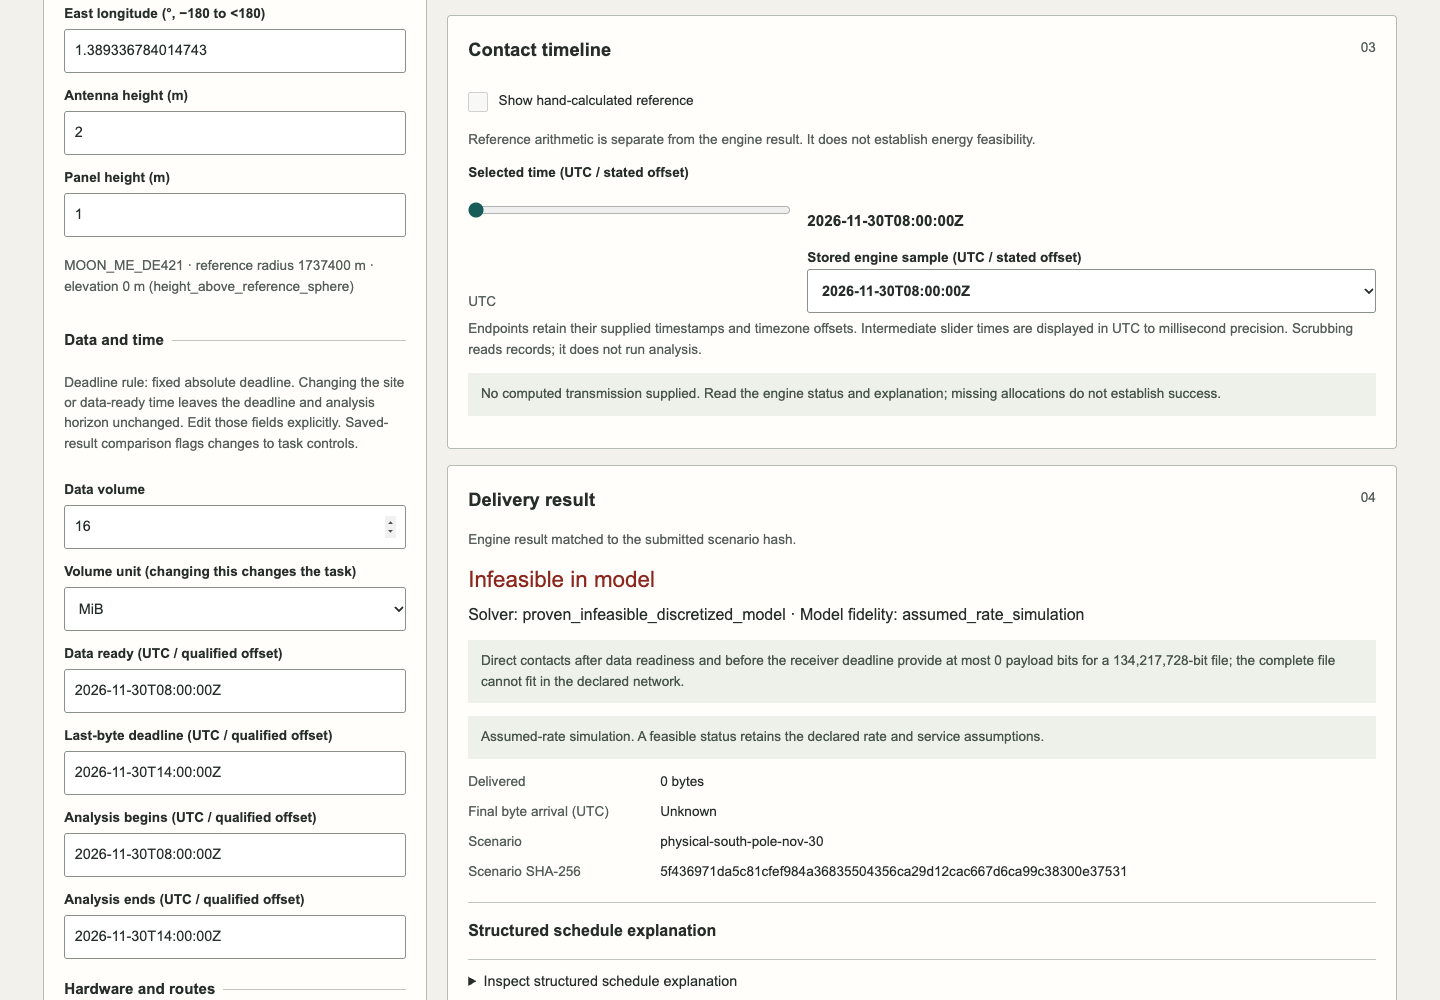 East longitude (°, −180 to <180)
1.389336784014743
Antenna height (m)
2
Panel height (m)
1
MOON_ME_DE421 · reference radius 1737400 m ·
elevation 0 m (height_above_reference_sphere)
Data and time
Deadline rule: fixed absolute deadline. Changing the site
or data-ready time leaves the deadline and analysis
horizon unchanged. Edit those fields explicitly. Saved-
result comparison flags changes to task controls.
Data volume
16
Volume unit (changing this changes the task)
MiB
Data ready (UTC / qualified offset)
2026-11-30T08:00:00Z
Last-byte deadline (UTC / qualified offset)
2026-11-30T14:00:00Z
Analysis begins (UTC / qualified offset)
2026-11-30T08:00:00Z
Analysis ends (UTC / qualified offset)
2026-11-30T14:00:00Z
Hardware and routes
Contact timeline
03
Show hand-calculated reference
Reference arithmetic is separate from the engine result. It does not establish energy feasibility.
Selected time (UTC / stated offset)
2026-11-30T08:00:00Z
Stored engine sample (UTC / stated offset)
2026-11-30T08:00:00Z
UTC
Endpoints retain their supplied timestamps and timezone offsets. Intermediate slider times are displayed in UTC to millisecond precision. Scrubbing
reads records; it does not run analysis.
No computed transmission supplied. Read the engine status and explanation; missing allocations do not establish success.
Delivery result
04
Engine result matched to the submitted scenario hash.
Infeasible in model
Solver: proven_infeasible_discretized_model · Model fidelity: assumed_rate_simulation
Direct contacts after data readiness and before the receiver deadline provide at most 0 payload bits for a 134,217,728-bit file; the complete file
cannot fit in the declared network.
Assumed-rate simulation. A feasible status retains the declared rate and service assumptions.
Delivered 0 bytes
Final byte arrival (UTC) Unknown
Scenario physical-south-pole-nov-30
Scenario SHA-256 5f436971da5c81cfef984a36835504356ca29d12cac667d6ca99c38300e37531
Structured schedule explanation
Inspect structured schedule explanation